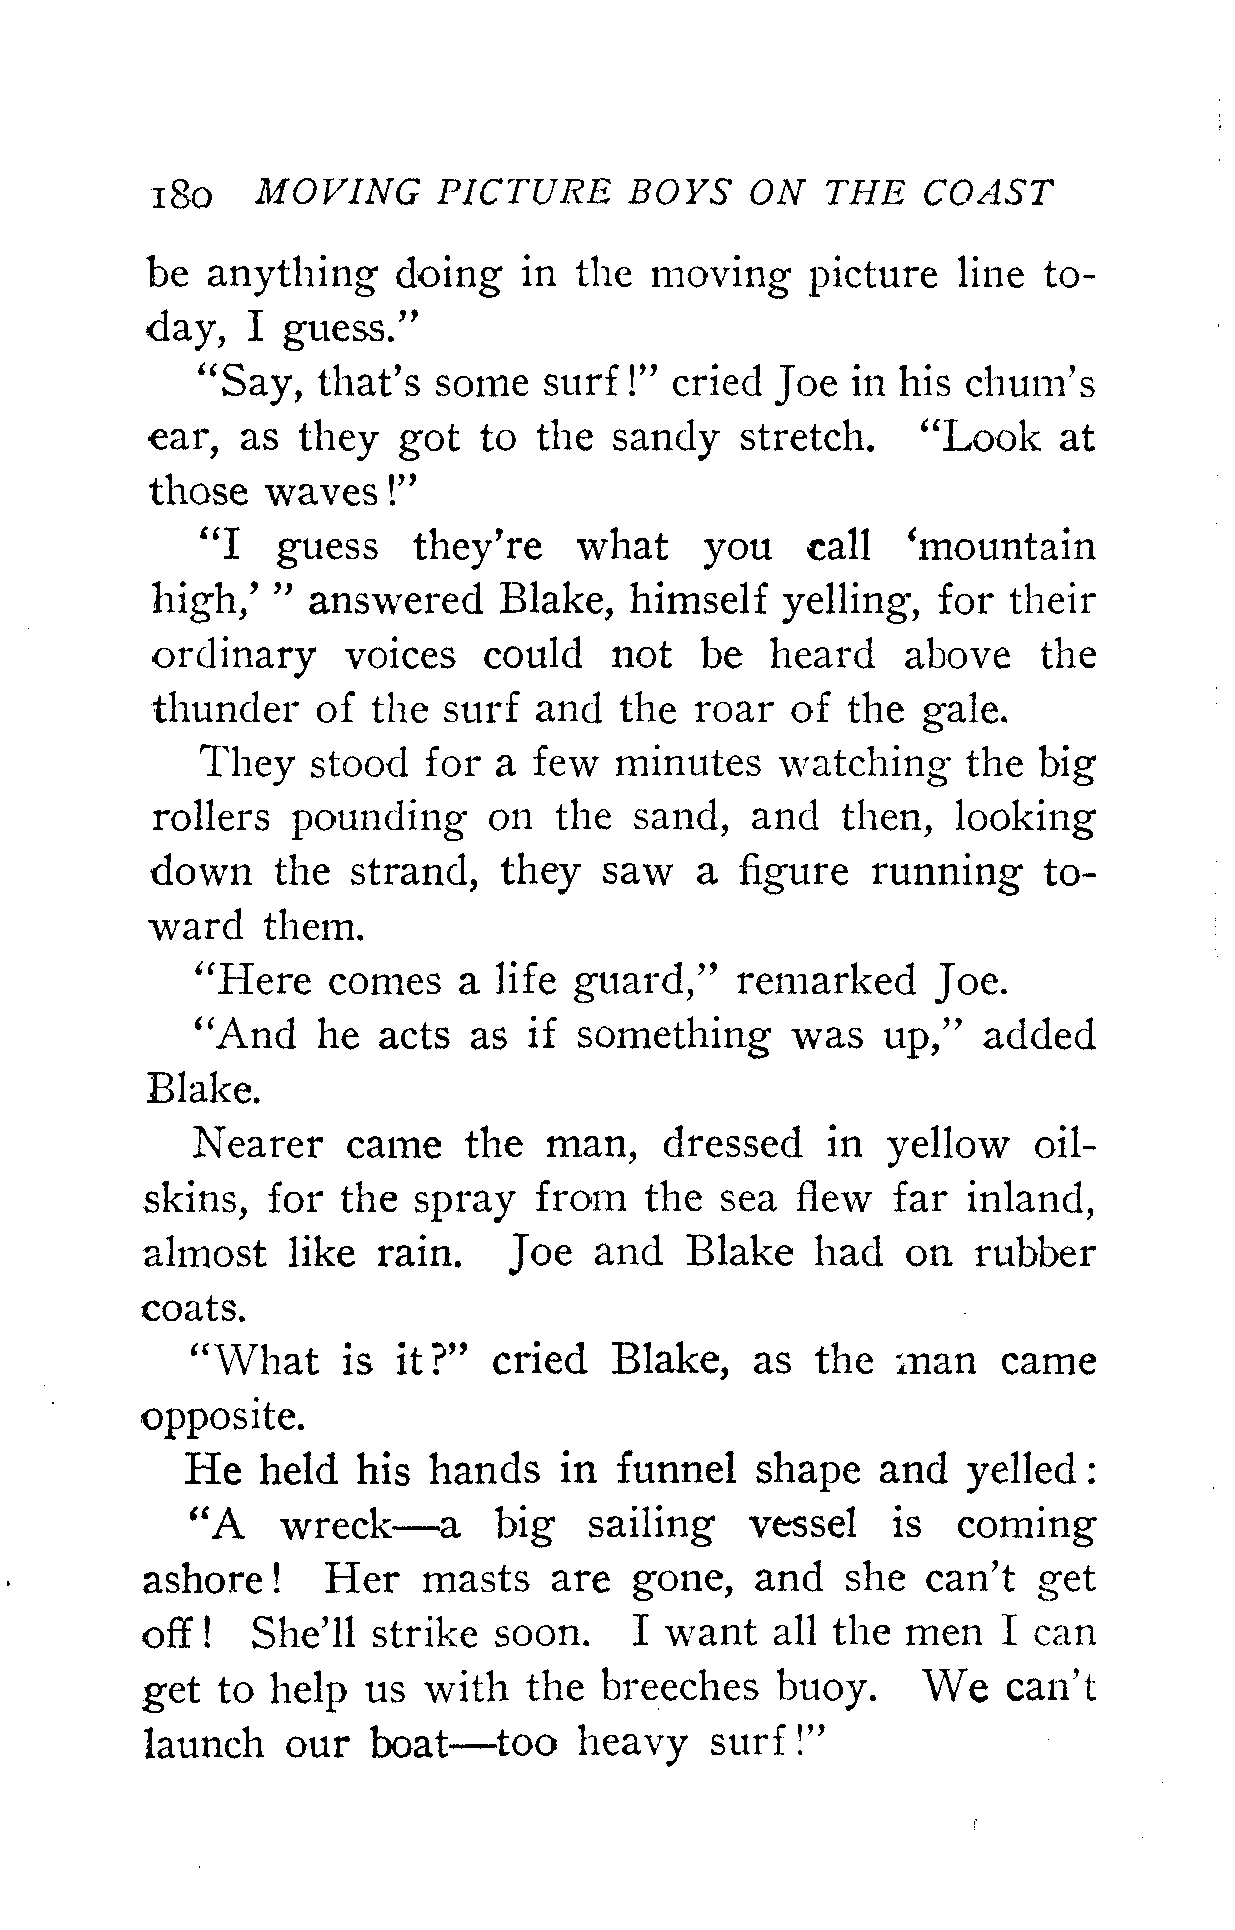 180 MOVING PICTURE BOYS ON THE COAST
be anything doing in the moving picture line to-
day, I guess."
"Say, that's some surf!" cried Joe in his chum's
ear, as they got to the sandy stretch. "Look at
those waves!"
"I guess they're what you call 'mountain
high,' " answered Blake, himself yelling, for their
ordinary voices could not be heard above the
thunder of the surf and the roar of the gale.
They stood for a few minutes watching the big
rollers pounding on the sand, and then, looking
down the strand, they saw a figure running to-
ward them.
"Here comes a life guard," remarked Joe.
"And he acts as if something was up," added
Blake.
Nearer came the man, dressed in yellow oil-
skins, for the spray from the sea flew far inland,
almost like rain. Joe and Blake had on rubber
coats.
"What is it?" cried Blake, as the man came
opposite.
He held his hands in funnel shape and yelled:
"A wreck—a big sailing vessel is coming
ashore! Her masts are gone, and she can't get
off! She'll strike soon. I want all the men I can
get to help us with the breeches buoy. We can't
launch our boat—too heavy surf!"